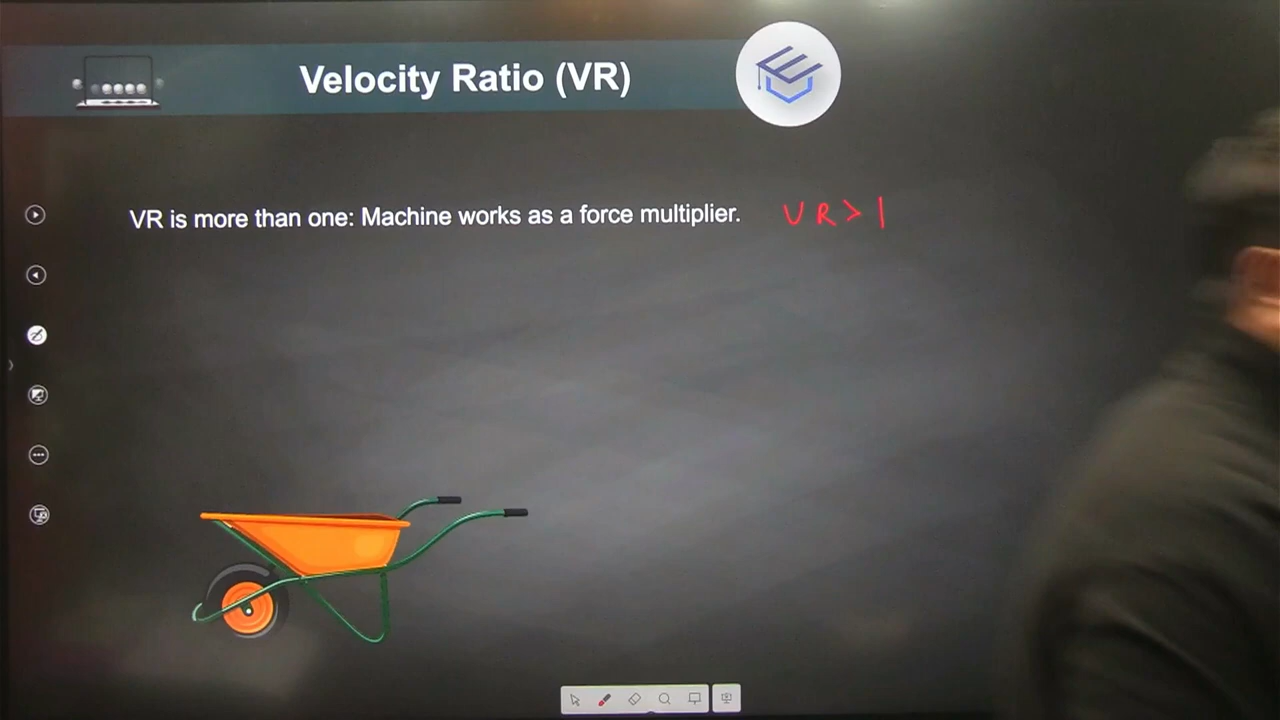 Velocity Ratio (VR)
VR is more than one: Machine works as a force multiplier. VR > 1